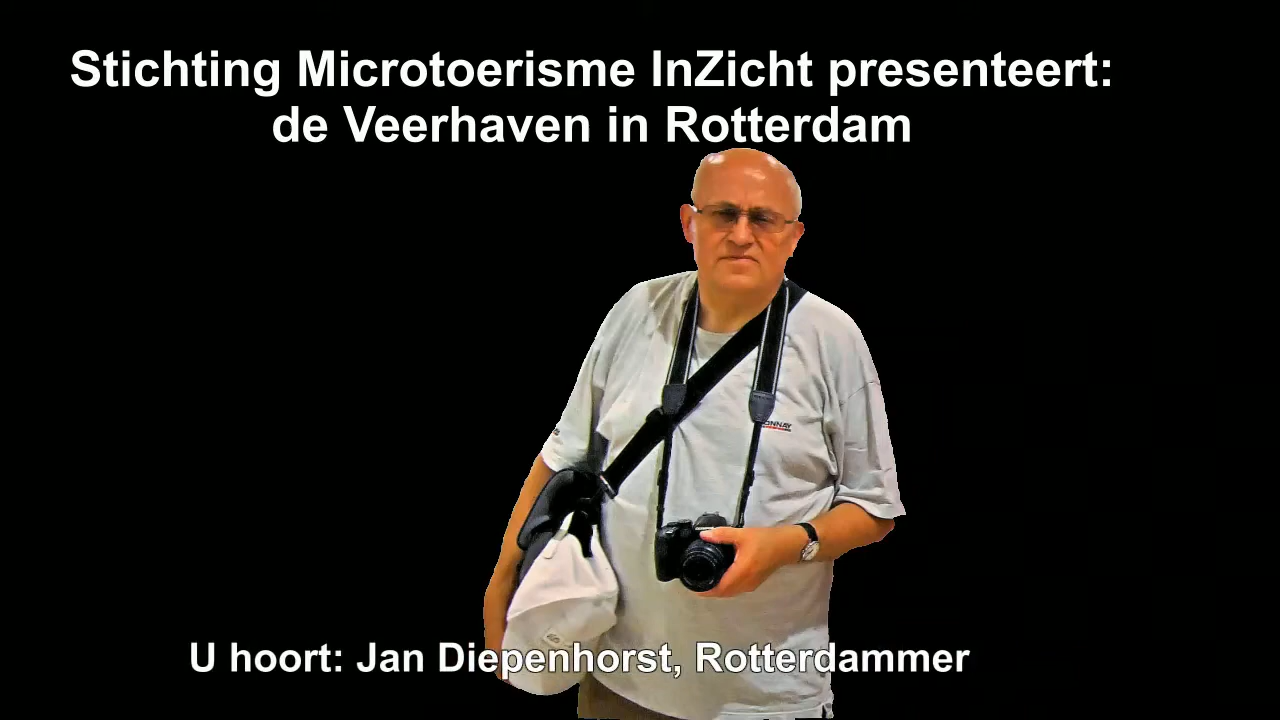 Stichting Microtoerisme InZicht presenteert:
de Veerhaven in Rotterdam
U hoort: Jan Diepenhorst, Rotterdammer